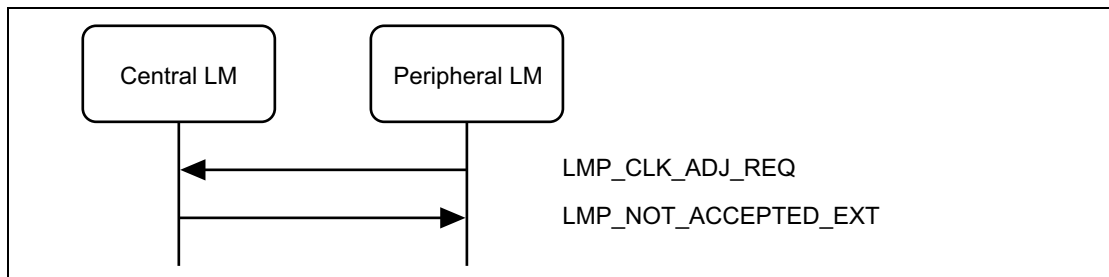 Central LM
Peripheral LM
LMP_CLK_ADJ_REQ
LMP_NOT_ACCEPTED_EXT